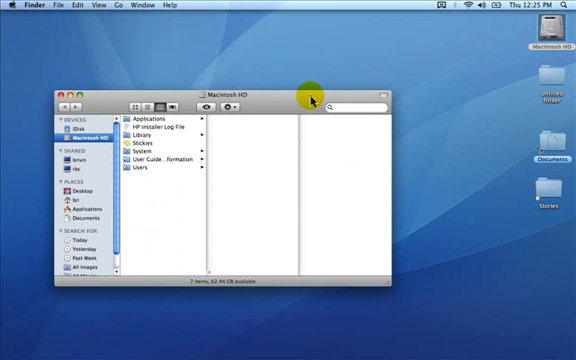 Finder File Edit View Go Window Help
Thu 12:25 PM
Macintosh HD
untitled folder
Documents
Stories
Macintosh HD
DEVICES
iDisk
Macintosh HD
SHARED
brivin
rbc
PLACES
Desktop
bri
Applications
Documents
SEARCH FOR
Today
Yesterday
Past Week
All Images
Applications
HP Installer Log File
Library
Stickies
System
User Guide...formation
Users
7 items, 62.44 GB available